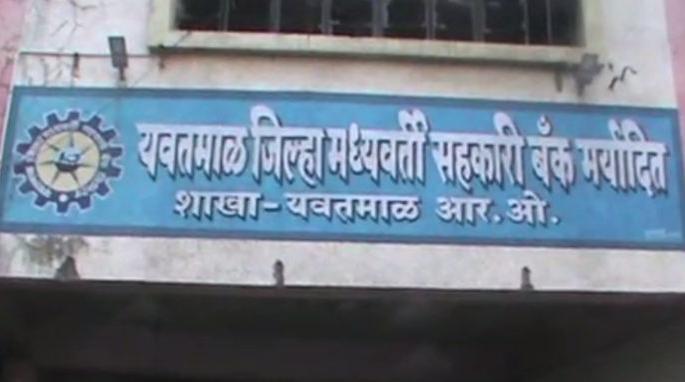 यवतमाळ जिल्हा मध्यवर्ती सहकारी बँक मर्यादित
शाखा - यवतमाळ आर. ओ.